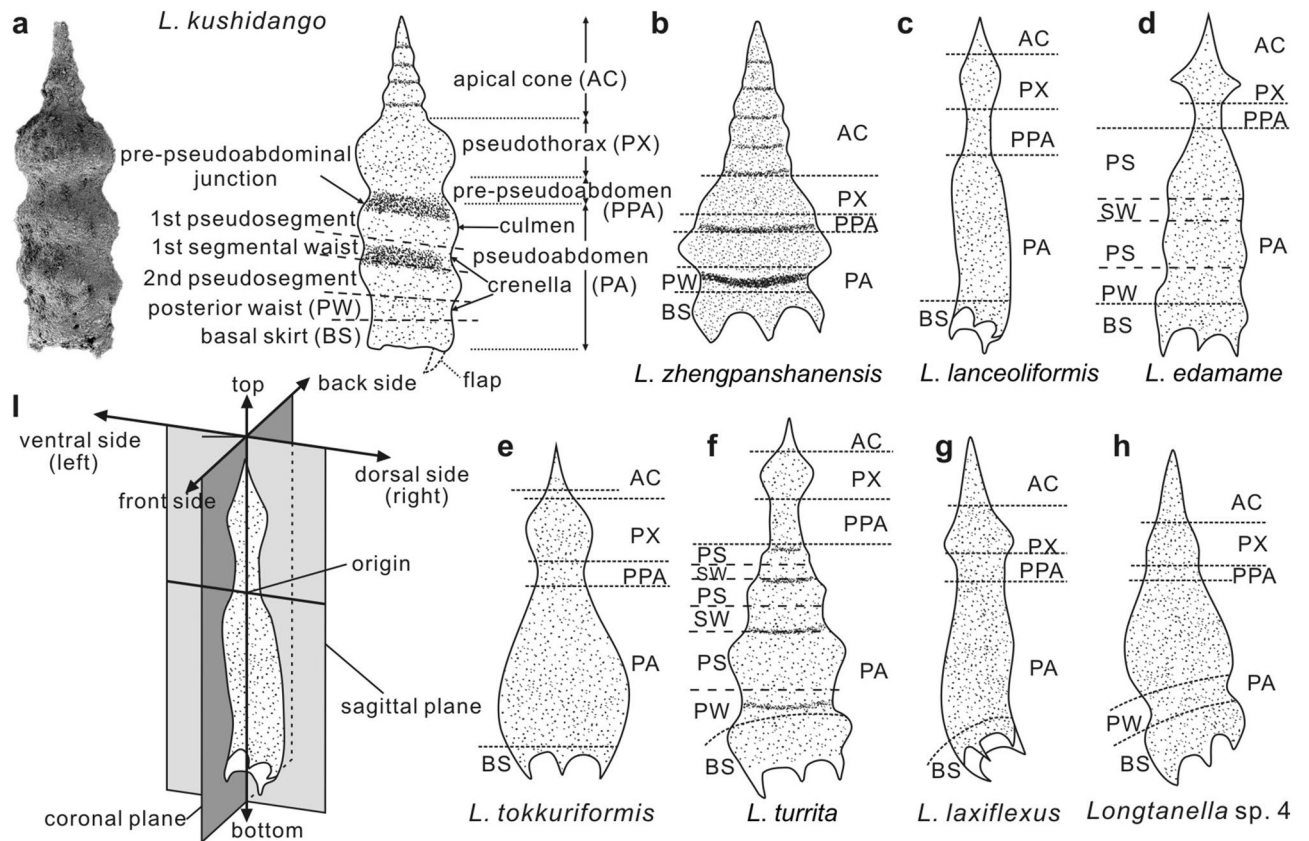 a
L. kushidango
apical cone (AC)
pseudothorax (PX)
pre-pseudoabdominal
junction
pre-pseudoabdomen
(PPA)
1st pseudosegment
culmen
1st segmental waist
pseudoabdomen
2nd pseudosegment
crenella
(PA)
posterior waist (PW)
basal skirt (BS)
flap
b
AC
PX
PPA
PA
PW
BS
L. zhengpanshanensis
c
AC
PX
PPA
PA
BS
L. lanceoliformis
d
AC
PX
PPA
PS
SW
PS
PA
PW
BS
L. edamame
l
top
back side
ventral side
(left)
dorsal side
(right)
front side
origin
sagittal plane
coronal plane
bottom
e
AC
PX
PPA
PA
BS
L. tokkuriformis
f
AC
PX
PPA
PS
SW
PS
SW
PS
PA
PW
BS
L. turrita
g
AC
PX
PPA
PA
BS
L. laxiflexus
h
AC
PX
PPA
PA
PW
BS
Longtanella sp. 4